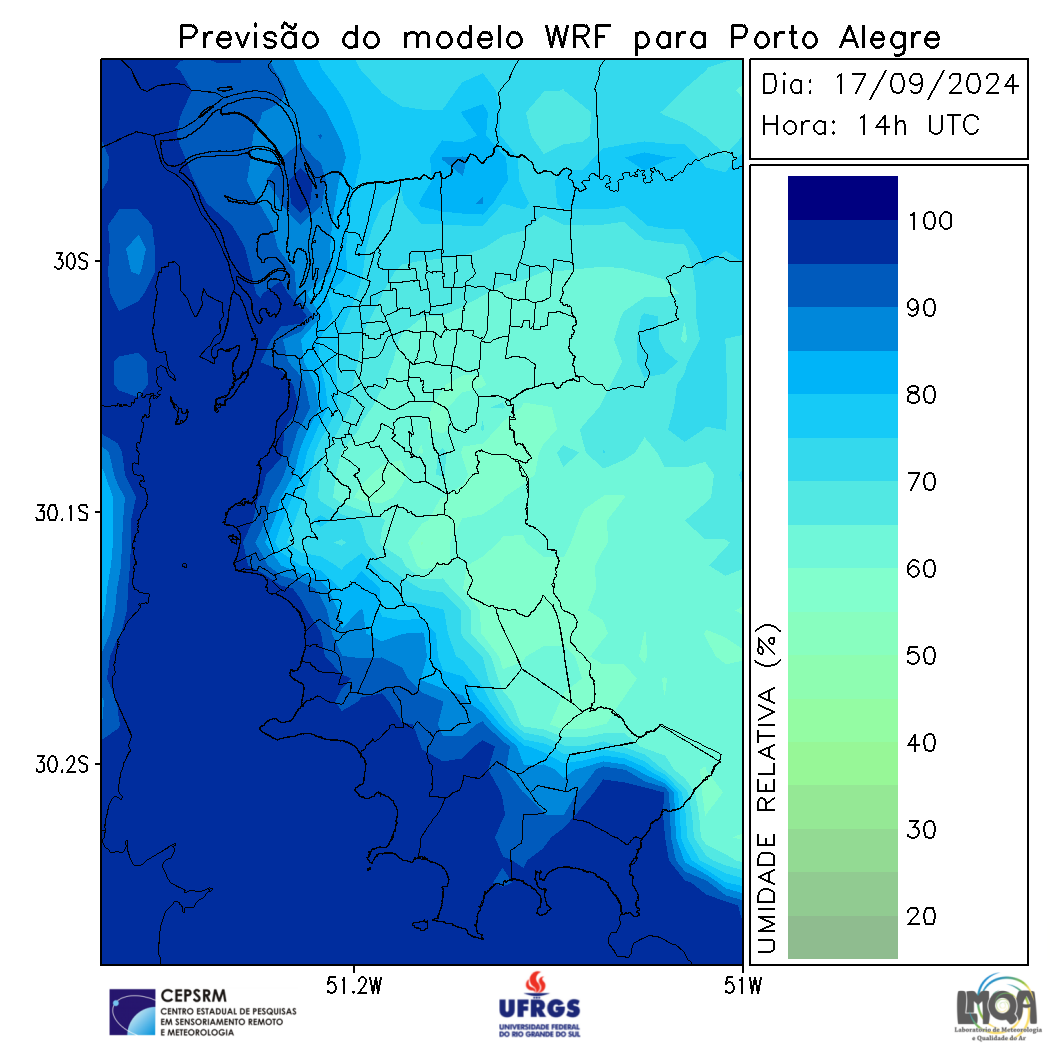 Previsão do modelo WRF para Porto Alegre
Dia: 17/09/2024
Hora: 14h UTC
30S
30.1S
30.2S
51.2W
51W
UMIDADE RELATIVA (%)
100
90
80
70
60
50
40
30
20
CEPSRM
CENTRO ESTADUAL DE PESQUISAS
EM SENSORIAMENTO REMOTO
E METEOROLOGIA
UFRGS
UNIVERSIDADE FEDERAL
DO RIO GRANDE DO SUL
LMQA
Laboratório de Meteorologia
e Qualidade do Ar